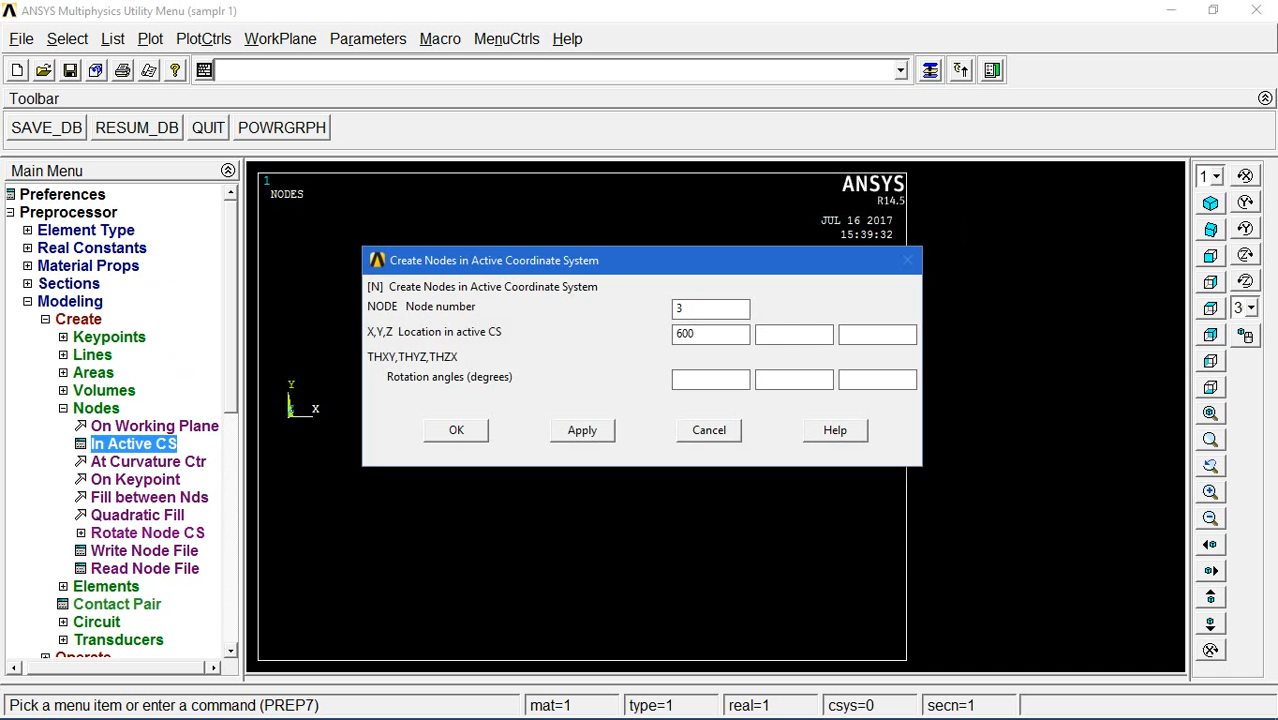 ANSYS Multiphysics Utility Menu (samplr 1)
File Select List Plot PlotCtrls WorkPlane Parameters Macro MenuCtrls Help
Toolbar
SAVE_DB RESUM_DB QUIT POWRGRPH
Main Menu
Preferences
Preprocessor
Element Type
Real Constants
Material Props
Sections
Modeling
Create
Keypoints
Lines
Areas
Volumes
Nodes
On Working Plane
In Active CS
At Curvature Ctr
On Keypoint
Fill between Nds
Quadratic Fill
Rotate Node CS
Write Node File
Read Node File
Elements
Contact Pair
Circuit
Transducers
Operate
1
NODES
ANSYS
R14.5
JUL 16 2017
15:39:32
Y
X
Create Nodes in Active Coordinate System
[N] Create Nodes in Active Coordinate System
NODE Node number 3
X,Y,Z Location in active CS 600
THXY,THYZ,THZX
Rotation angles (degrees)
OK Apply Cancel Help
1
3
Pick a menu item or enter a command (PREP7) mat=1 type=1 real=1 csys=0 secn=1